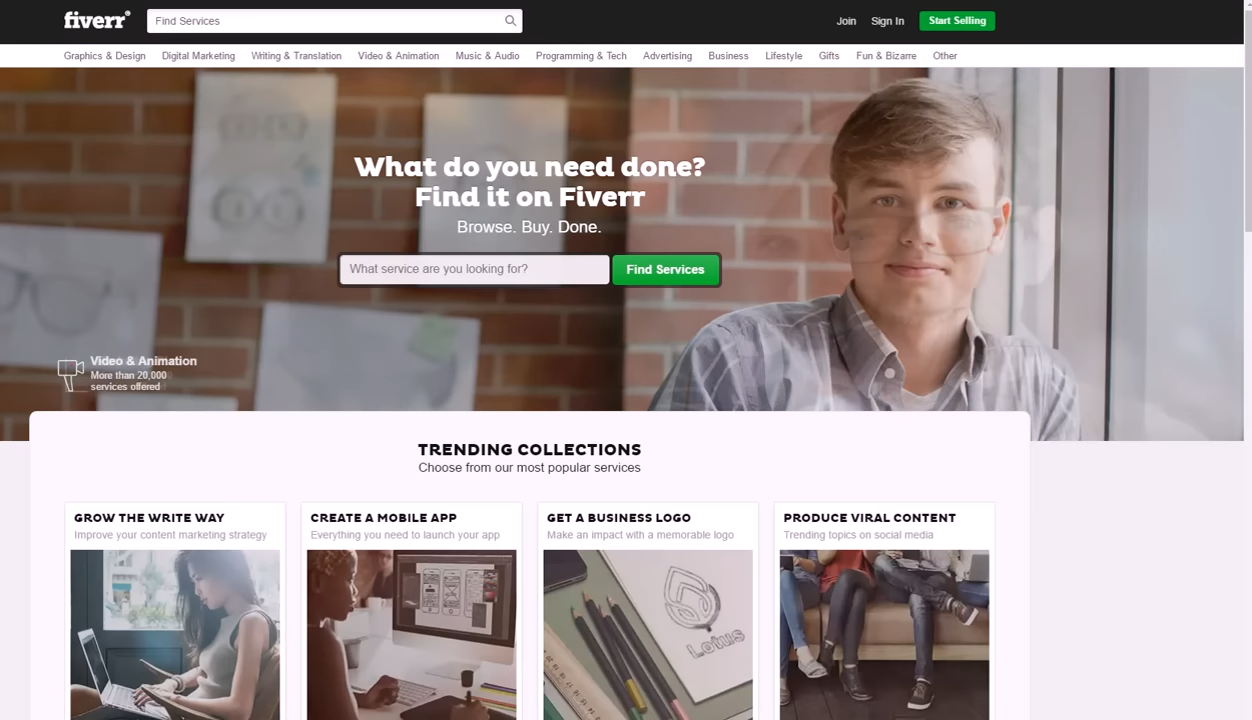 fiverr®
Find Services
Join Sign In Start Selling
Graphics & Design Digital Marketing Writing & Translation Video & Animation Music & Audio Programming & Tech Advertising Business Lifestyle Gifts Fun & Bizarre Other
What do you need done?
Find it on Fiverr
Browse. Buy. Done.
What service are you looking for? Find Services
Video & Animation
More than 20,000
services offered
TRENDING COLLECTIONS
Choose from our most popular services
GROW THE WRITE WAY
Improve your content marketing strategy
CREATE A MOBILE APP
Everything you need to launch your app
GET A BUSINESS LOGO
Make an impact with a memorable logo
Lotus
PRODUCE VIRAL CONTENT
Trending topics on social media